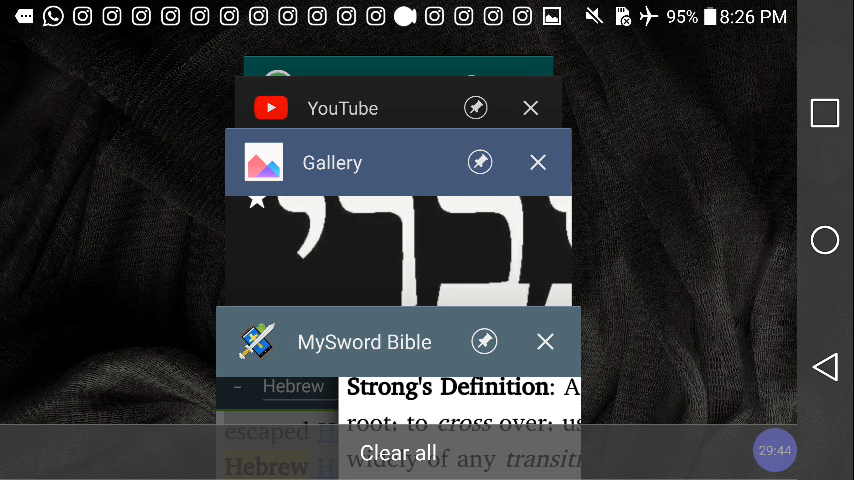 95% 8:26 PM
YouTube
Gallery
עברי
MySword Bible
– Hebrew
Strong's Definition: A
root; to cross over; us
escaped H
widely of any transiti
Hebrew H
Clear all
29:44